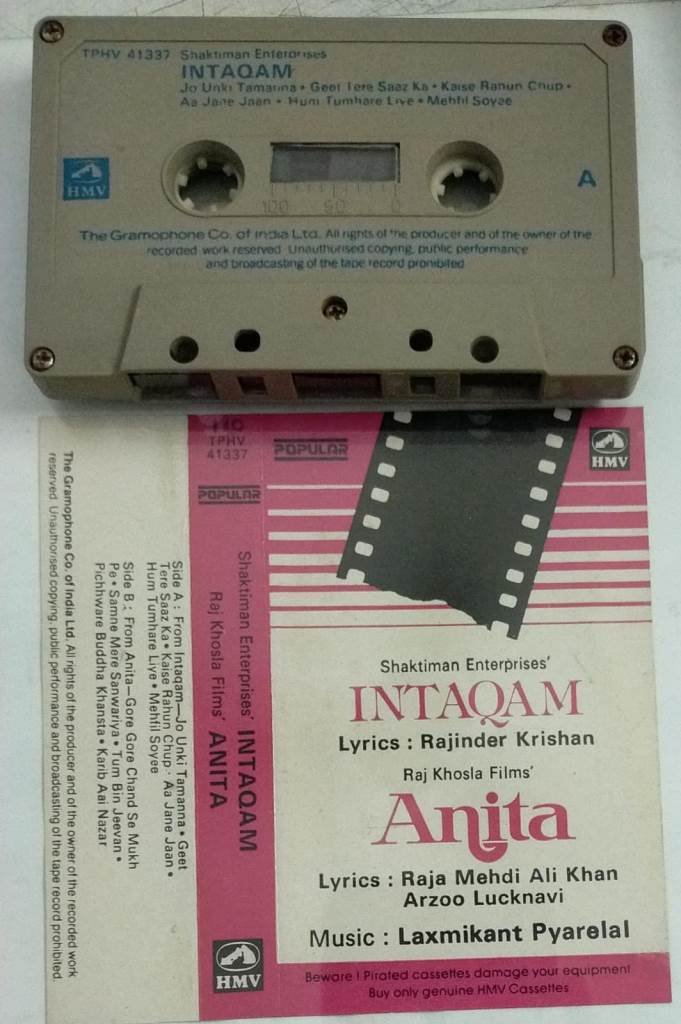 TPHV 41337 Shaktiman Enterprises
INTAQAM
Jo Unki Tamanna • Geet Tere Saaz Ka • Kaise Rahun Chup •
Aa Jane Jaan • Hum Tumhare Liye • Mehfil Soyee
HMV
100 50 0
A
The Gramophone Co. of India Ltd. All rights of the producer and of the owner of the
recorded work reserved. Unauthorised copying, public performance
and broadcasting of the tape record prohibited
The Gramophone Co. of India Ltd. All rights of the producer and of the owner of the recorded work
reserved. Unauthorised copying, public performance and broadcasting of the tape record prohibited.
Side A : From Intaqam—Jo Unki Tamanna • Geet
Tere Saaz Ka • Kaise Rahun Chup • Aa Jane Jaan •
Hum Tumhare Liye • Mehfil Soyee
Side B : From Anita—Gore Gore Chand Se Mukh
Pe • Samne Mere Sanwariya • Tum Bin Jeevan •
Pichhware Buddha Khansta • Karib Aai Nazar
TPHV
41337
POPULAR
Shaktiman Enterprises' INTAQAM
Raj Khosla Films' ANITA
HMV
POPULAR
HMV
Shaktiman Enterprises'
INTAQAM
Lyrics : Rajinder Krishan
Raj Khosla Films'
Anita
Lyrics : Raja Mehdi Ali Khan
Arzoo Lucknavi
Music : Laxmikant Pyarelal
Beware ! Pirated cassettes damage your equipment
Buy only genuine HMV Cassettes